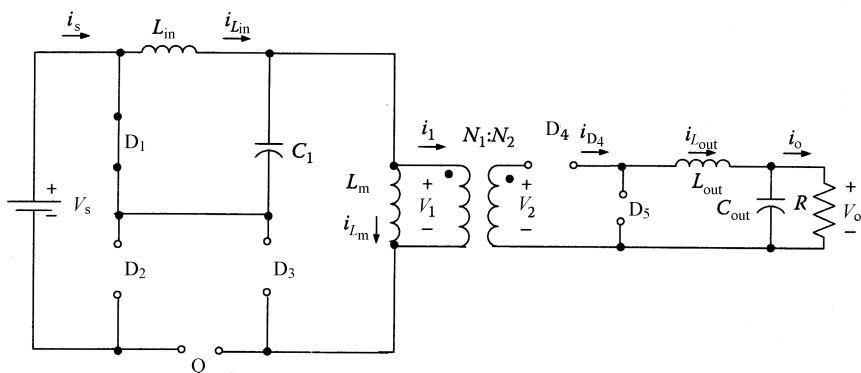 i_s
L_in
i_Lin
D_1
C_1
+
V_s
−
D_2
D_3
Q
L_m
i_Lm
i_1
N_1:N_2
+
V_1
−
+
V_2
−
D_4
i_D4
D_5
i_Lout
L_out
i_o
C_out
R
+
V_o
−